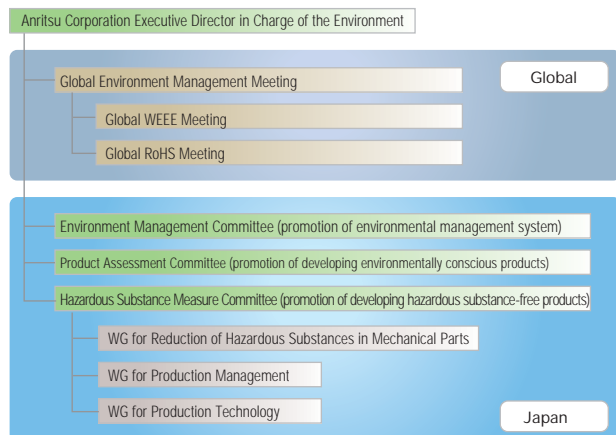 Anritsu Corporation Executive Director in Charge of the Environment
Global
Global Environment Management Meeting
Global WEEE Meeting
Global RoHS Meeting
Environment Management Committee (promotion of environmental management system)
Product Assessment Committee (promotion of developing environmentally conscious products)
Hazardous Substance Measure Committee (promotion of developing hazardous substance-free products)
WG for Reduction of Hazardous Substances in Mechanical Parts
WG for Production Management
WG for Production Technology
Japan